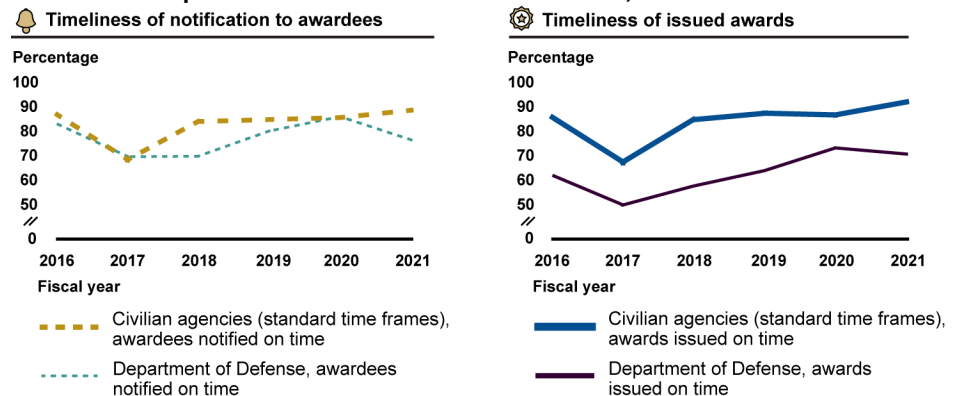 Timeliness of notification to awardees
Percentage
100
90
80
70
60
50
0
2016 2017 2018 2019 2020 2021
Fiscal year
Civilian agencies (standard time frames),
awardees notified on time
Department of Defense, awardees
notified on time
Timeliness of issued awards
Percentage
100
90
80
70
60
50
0
2016 2017 2018 2019 2020 2021
Fiscal year
Civilian agencies (standard time frames),
awards issued on time
Department of Defense, awards
issued on time